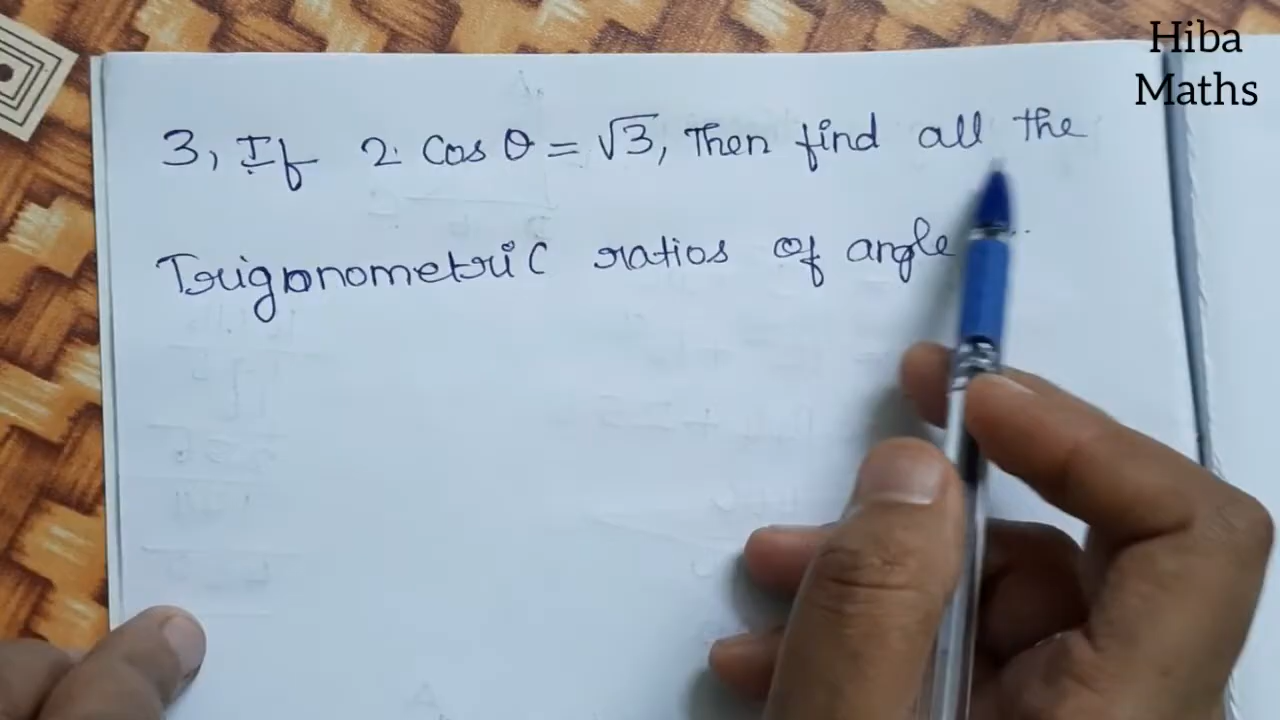 Hiba
Maths
3, If 2 cos θ = √3, Then find all the
Trigonometric ratios of angle